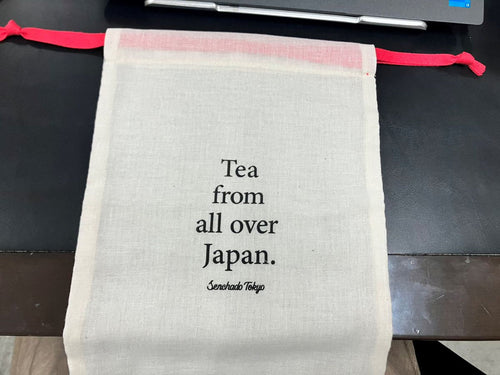 Tea
from
all over
Japan.
Senchado Tokyo